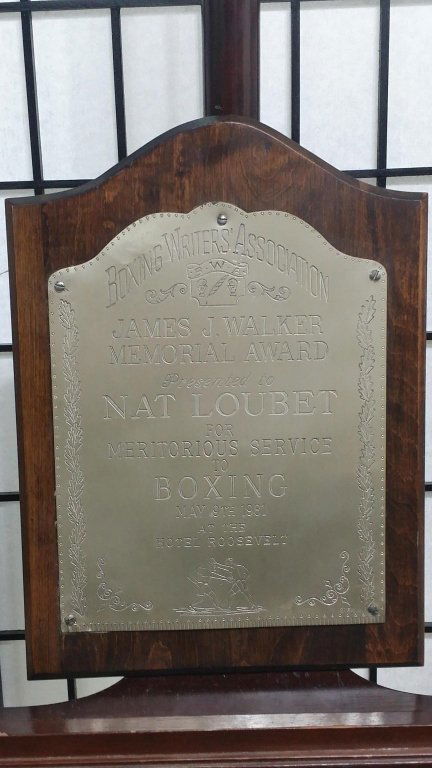 BOXING WRITERS' ASSOCIATION
W
JAMES J. WALKER
MEMORIAL AWARD
Presented to
NAT LOUBET
FOR
MERITORIOUS SERVICE
TO
BOXING
MAY 8TH 1981
AT THE
HOTEL ROOSEVELT